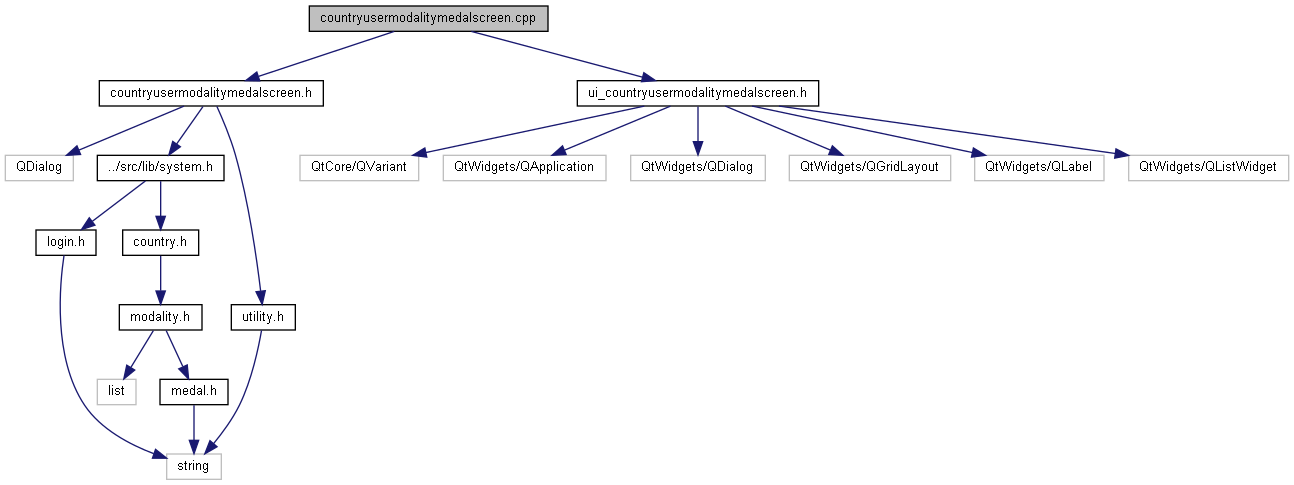 countryusermodalitymedalscreen.cpp
countryusermodalitymedalscreen.h
ui_countryusermodalitymedalscreen.h
QDialog
../src/lib/system.h
QtCore/QVariant
QtWidgets/QApplication
QtWidgets/QDialog
QtWidgets/QGridLayout
QtWidgets/QLabel
QtWidgets/QListWidget
login.h
country.h
modality.h
utility.h
list
medal.h
string